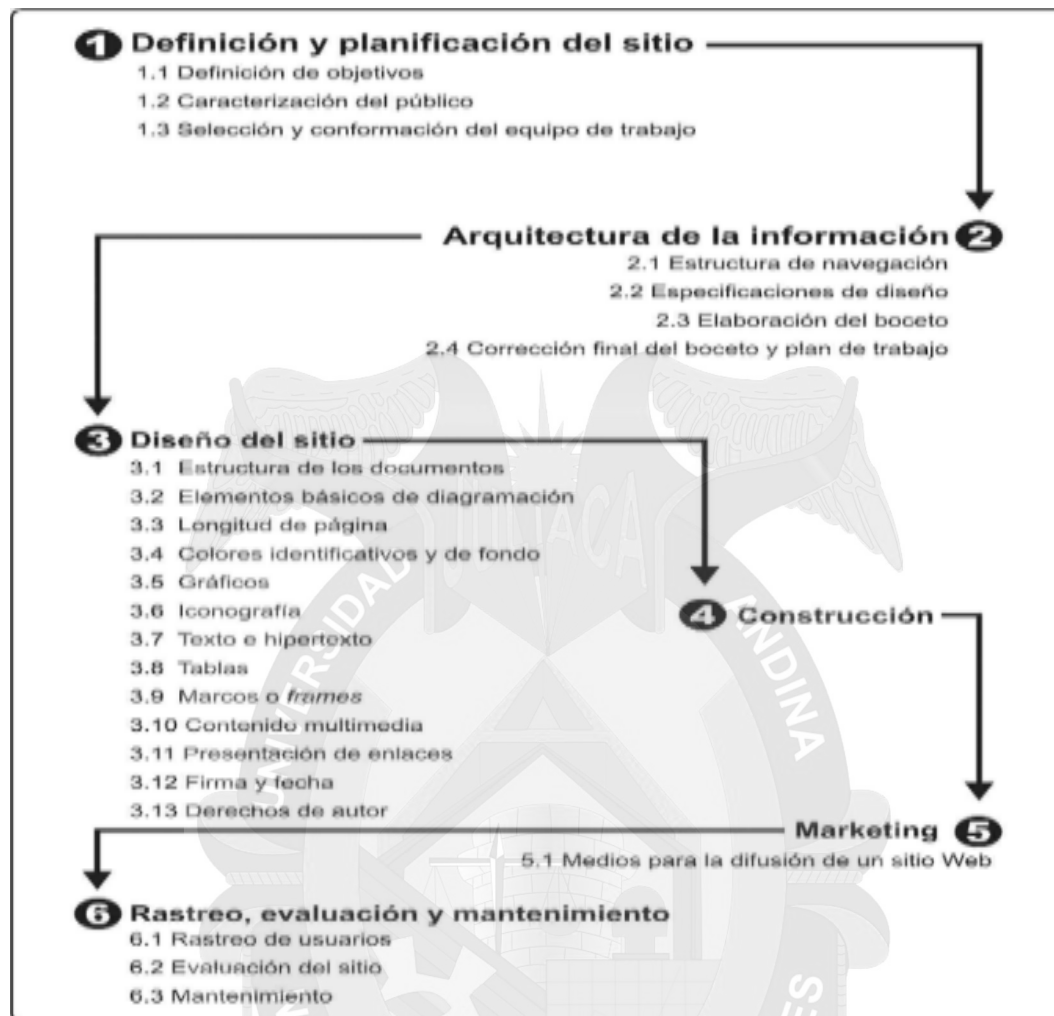 1 Definición y planificación del sitio
1.1 Definición de objetivos
1.2 Caracterización del público
1.3 Selección y conformación del equipo de trabajo
Arquitectura de la información 2
2.1 Estructura de navegación
2.2 Especificaciones de diseño
2.3 Elaboración del boceto
2.4 Corrección final del boceto y plan de trabajo
3 Diseño del sitio
3.1 Estructura de los documentos
3.2 Elementos básicos de diagramación
3.3 Longitud de página
3.4 Colores identificativos y de fondo
3.5 Gráficos
3.6 Iconografía
3.7 Texto e hipertexto
3.8 Tablas
3.9 Marcos o frames
3.10 Contenido multimedia
3.11 Presentación de enlaces
3.12 Firma y fecha
3.13 Derechos de autor
4 Construcción
Marketing 5
5.1 Medios para la difusión de un sitio Web
6 Rastreo, evaluación y mantenimiento
6.1 Rastreo de usuarios
6.2 Evaluación del sitio
6.3 Mantenimiento
UNIVERSIDAD
ANDINA